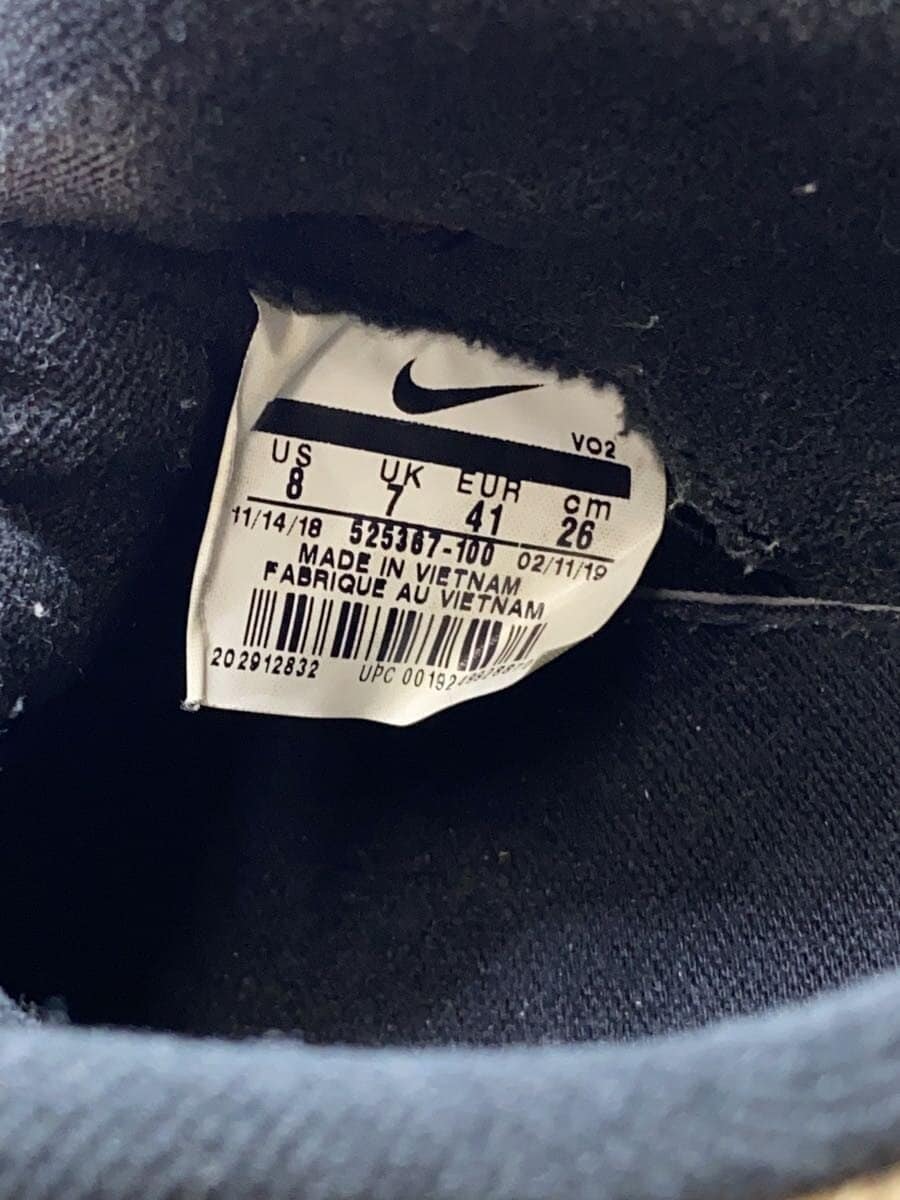 VO2
US UK EUR cm
8 7 41 26
11/14/18 525367-100 02/11/19
MADE IN VIETNAM
FABRIQUE AU VIETNAM
202912832 UPC 00192